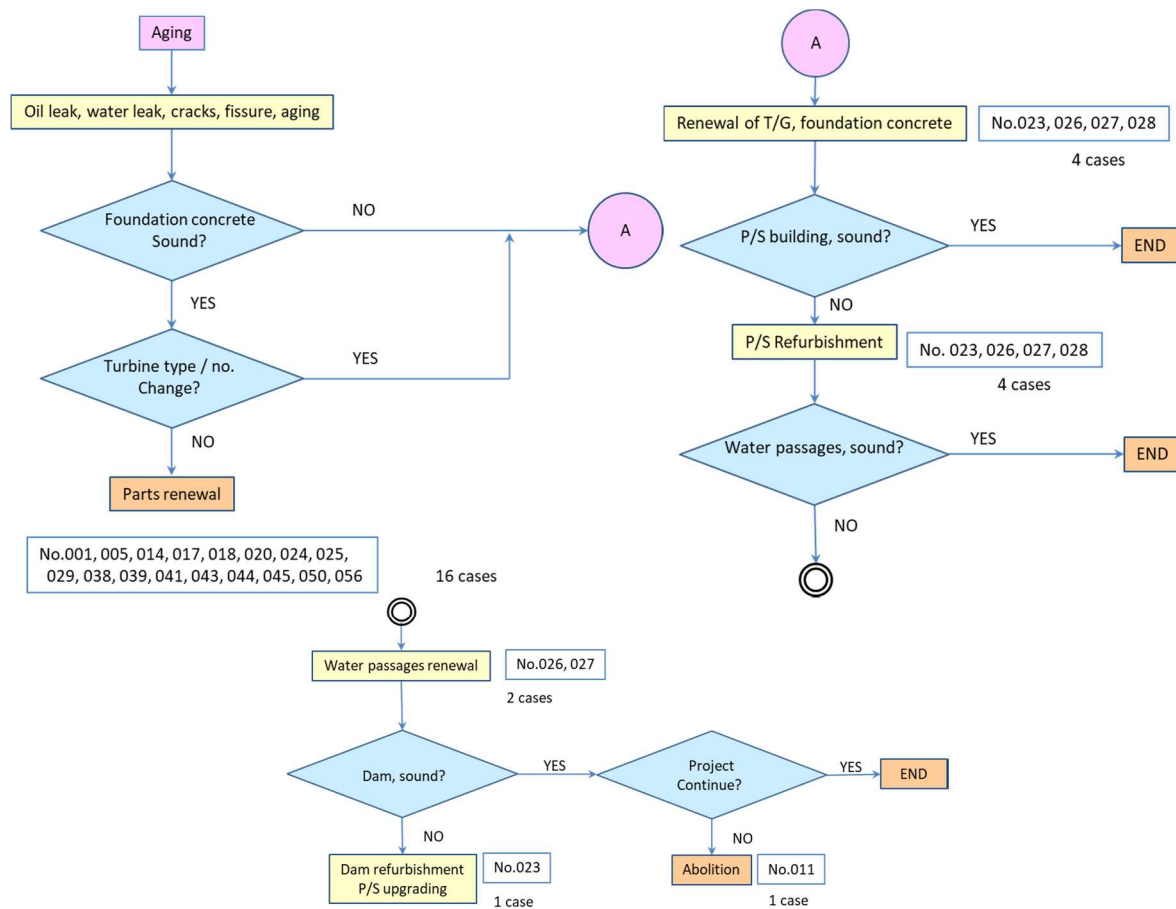 Aging
Oil leak, water leak, cracks, fissure, aging
Foundation concrete
Sound?
NO
A
YES
Turbine type / no.
Change?
YES
NO
Parts renewal
No.001, 005, 014, 017, 018, 020, 024, 025,
029, 038, 039, 041, 043, 044, 045, 050, 056
16 cases
A
Renewal of T/G, foundation concrete
No.023, 026, 027, 028
4 cases
P/S building, sound?
YES
END
NO
P/S Refurbishment
No. 023, 026, 027, 028
4 cases
Water passages, sound?
YES
END
NO
Water passages renewal
No.026, 027
2 cases
Dam, sound?
YES
Project
Continue?
YES
END
NO
Dam refurbishment
P/S upgrading
No.023
1 case
NO
Abolition
No.011
1 case